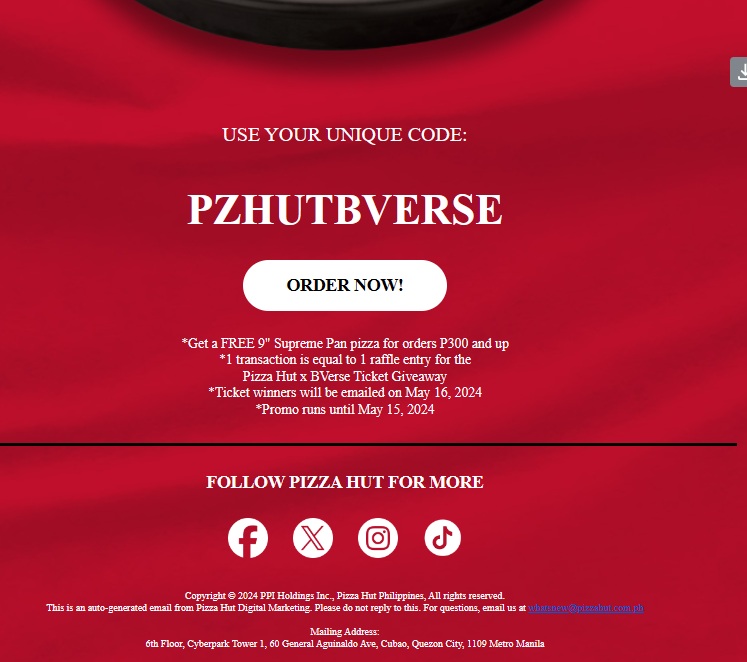 USE YOUR UNIQUE CODE:
PZHUTBVERSE
ORDER NOW!
*Get a FREE 9" Supreme Pan pizza for orders P300 and up
*1 transaction is equal to 1 raffle entry for the
Pizza Hut x BVerse Ticket Giveaway
*Ticket winners will be emailed on May 16, 2024
*Promo runs until May 15, 2024
FOLLOW PIZZA HUT FOR MORE
Copyright © 2024 PPI Holdings Inc., Pizza Hut Philippines, All rights reserved.
This is an auto-generated email from Pizza Hut Digital Marketing. Please do not reply to this. For questions, email us at
Mailing Address:
6th Floor, Cyberpark Tower 1, 60 General Aguinaldo Ave, Cubao, Quezon City, 1109 Metro Manila